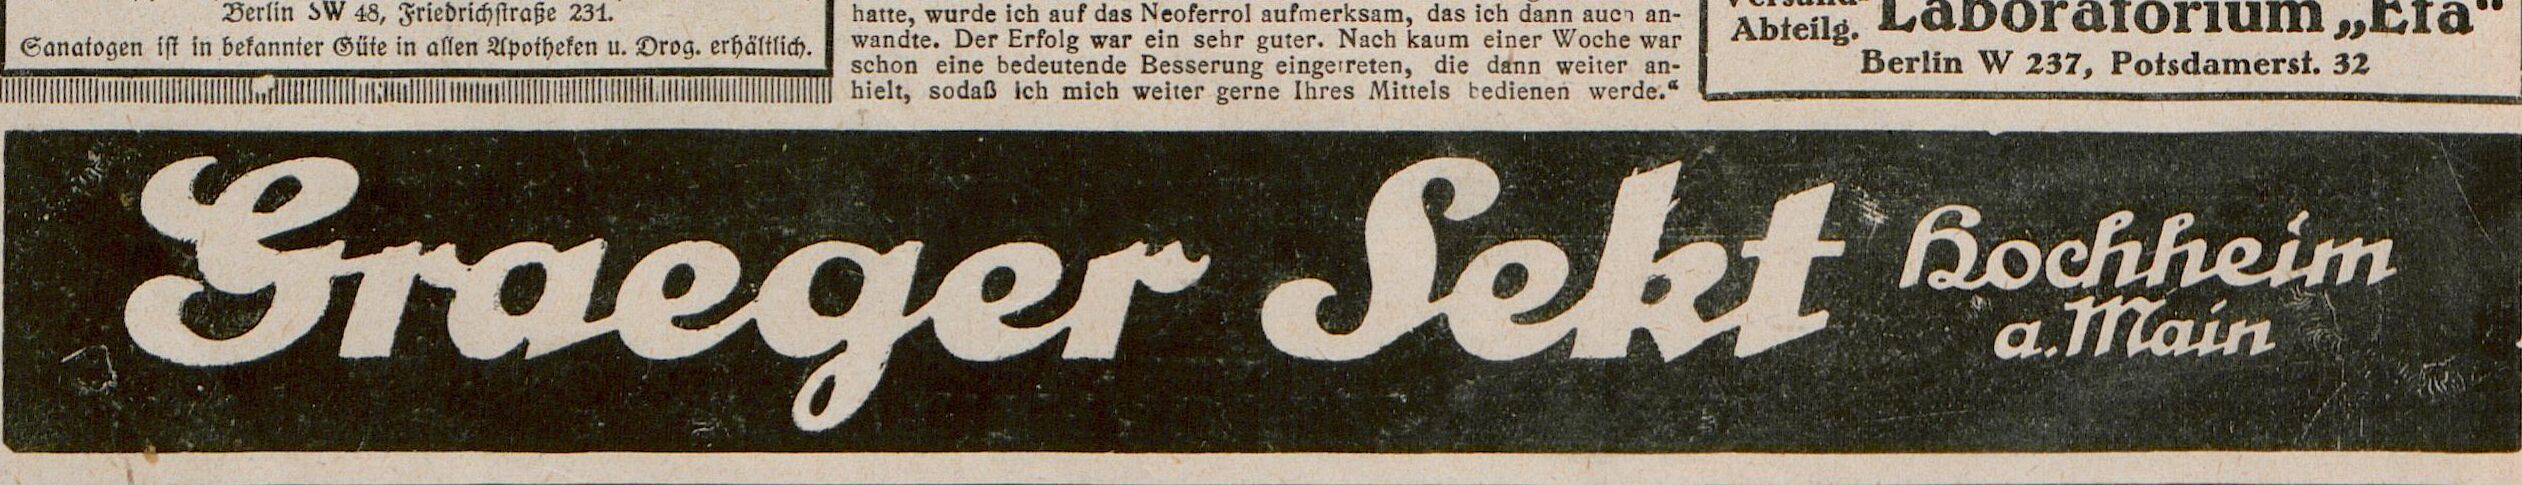 Berlin SW 48, Friedrichstraße 231.
Sanatogen ist in bekannter Güte in allen Apotheken u. Drog. erhältlich.
hatte, wurde ich auf das Neoferrol aufmerksam, das ich dann auch an-
wandte. Der Erfolg war ein sehr guter. Nach kaum einer Woche war
schon eine bedeutende Besserung eingetreten, die dann weiter an-
hielt, sodaß ich mich weiter gerne Ihres Mittels bedienen werde.“
Abteilg. Laboratorium „Eta“
Berlin W 237, Potsdamerst. 32
Graeger Sekt Hochheim
a. Main